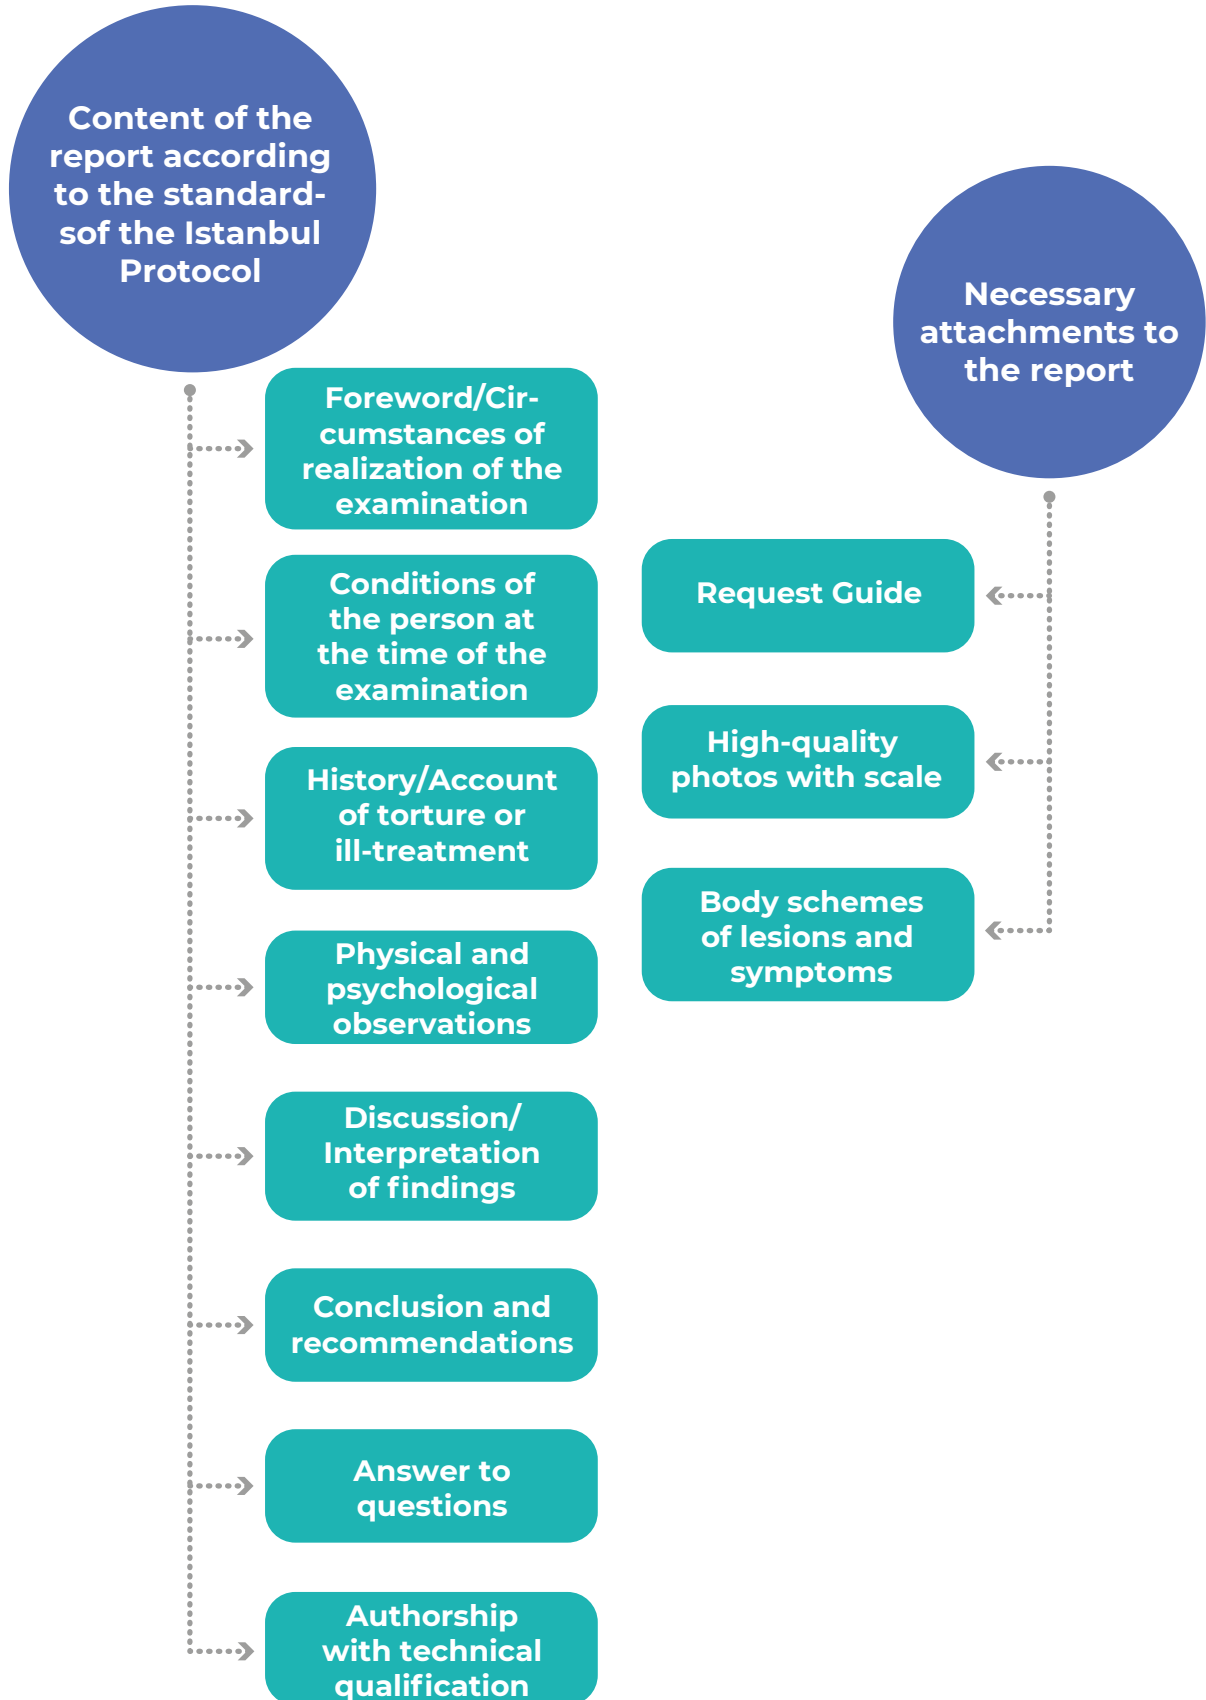 Content of the
report according
to the standard-
sof the Istanbul
Protocol
Foreword/Cir-
cumstances of
realization of the
examination
Conditions of
the person at
the time of the
examination
History/Account
of torture or
ill-treatment
Physical and
psychological
observations
Discussion/
Interpretation
of findings
Conclusion and
recommendations
Answer to
questions
Authorship
with technical
qualification
Necessary
attachments to
the report
Request Guide
High-quality
photos with scale
Body schemes
of lesions and
symptoms